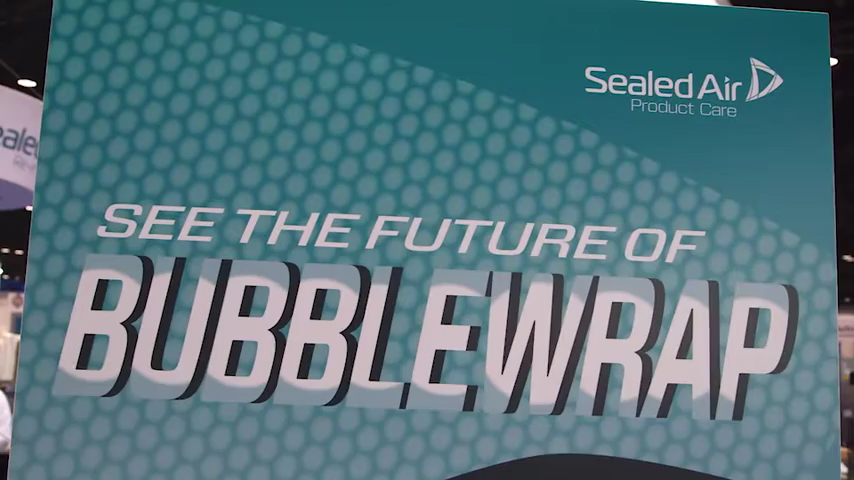 Sealed Air
Product Care
SEE THE FUTURE OF
BUBBLEWRAP